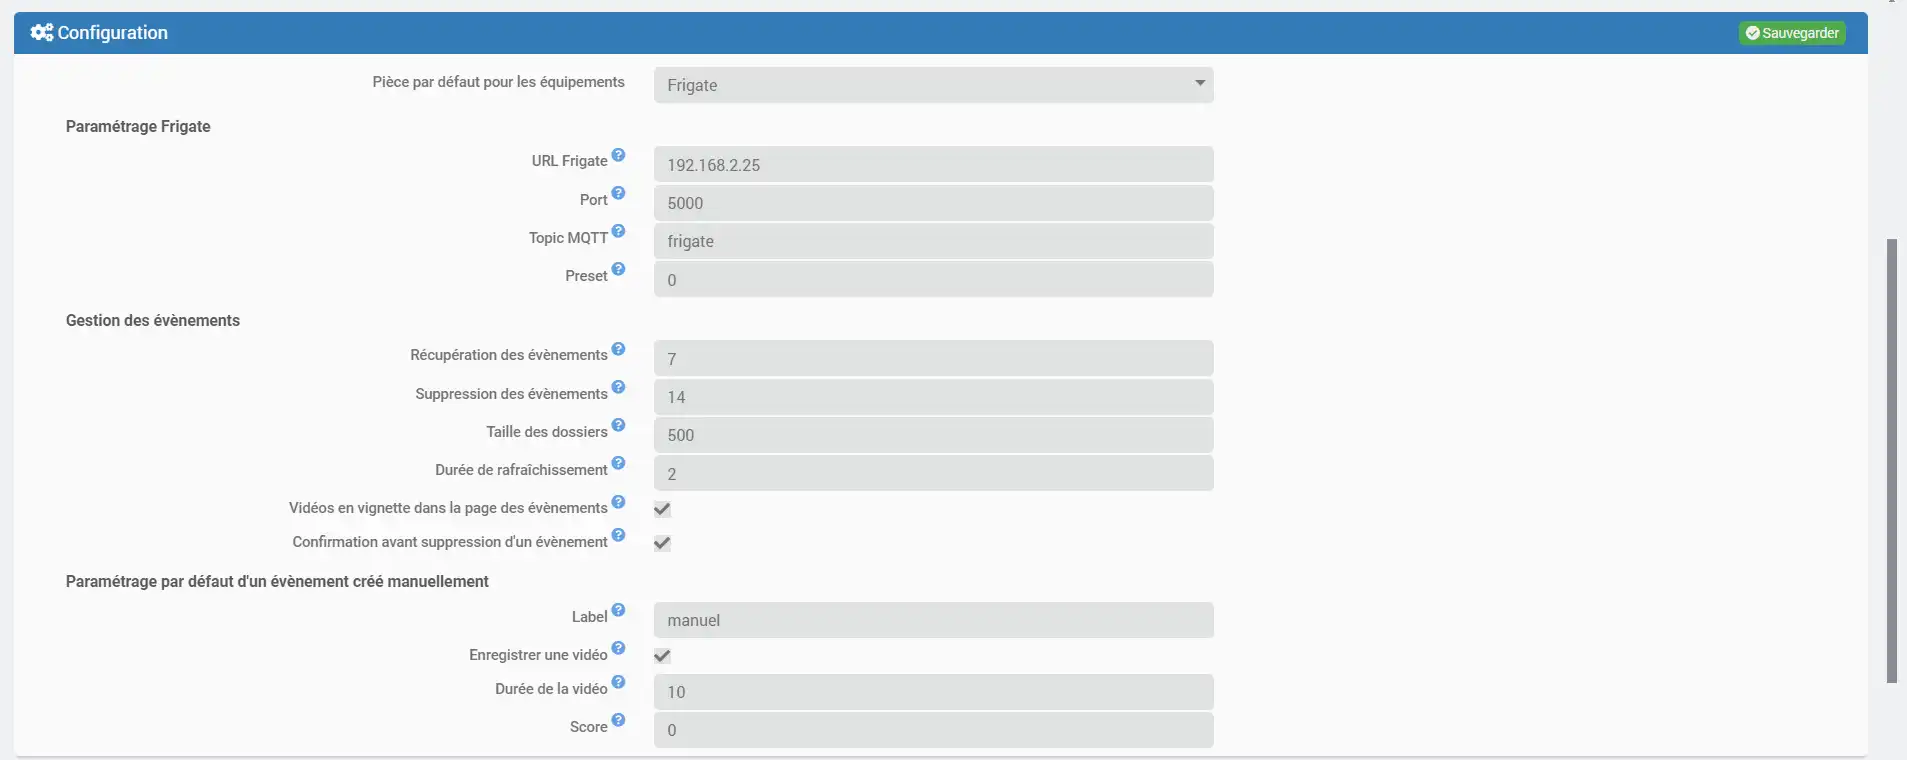 Configuration
Sauvegarder
Pièce par défaut pour les équipements
Frigate
Paramétrage Frigate
URL Frigate ?
192.168.2.25
Port ?
5000
Topic MQTT ?
frigate
Preset ?
0
Gestion des évènements
Récupération des évènements ?
7
Suppression des évènements ?
14
Taille des dossiers ?
500
Durée de rafraîchissement ?
2
Vidéos en vignette dans la page des évènements ?
Confirmation avant suppression d'un évènement ?
Paramétrage par défaut d'un évènement créé manuellement
Label ?
manuel
Enregistrer une vidéo ?
Durée de la vidéo ?
10
Score ?
0